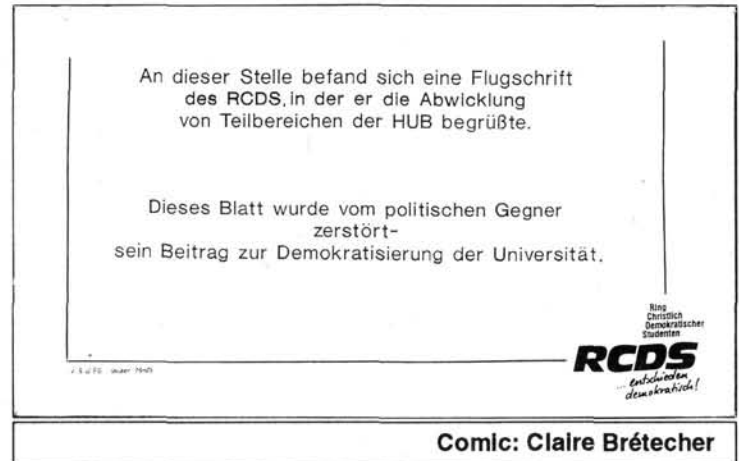 An dieser Stelle befand sich eine Flugschrift
des RCDS, in der er die Abwicklung
von Teilbereichen der HUB begrüßte.
Dieses Blatt wurde vom politischen Gegner
zerstört-
sein Beitrag zur Demokratisierung der Universität.
Ring
Christlich
Demokratischer
Studenten
RCDS
... entschieden
demokratisch!
Comic: Claire Brétecher